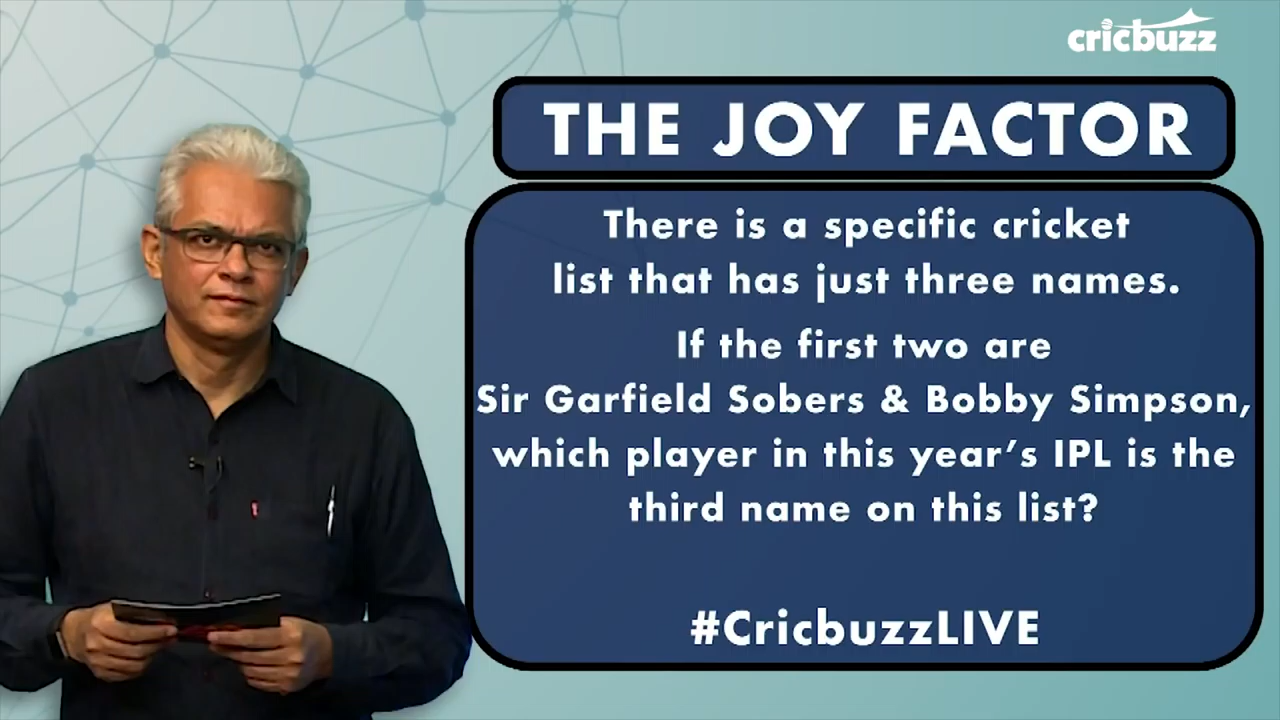 cricbuzz
THE JOY FACTOR
There is a specific cricket
list that has just three names.
If the first two are
Sir Garfield Sobers & Bobby Simpson,
which player in this year’s IPL is the
third name on this list?
#CricbuzzLIVE